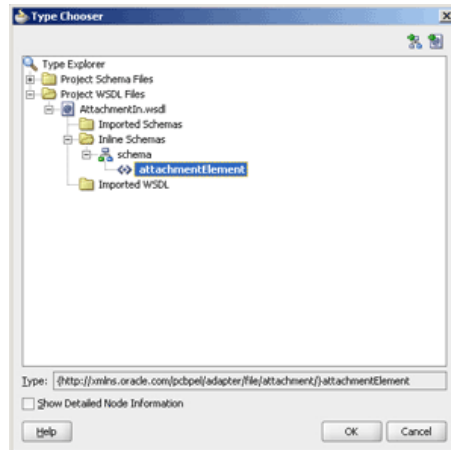 Type Chooser
Type Explorer
Project Schema Files
Project WSDL Files
AttachmentIn.wsdl
Imported Schemas
Inline Schemas
schema
attachmentElement
Imported WSDL
Type: {http://xmlns.oracle.com/pcbpel/adapter/file/attachment/}attachmentElement
Show Detailed Node Information
Help OK Cancel